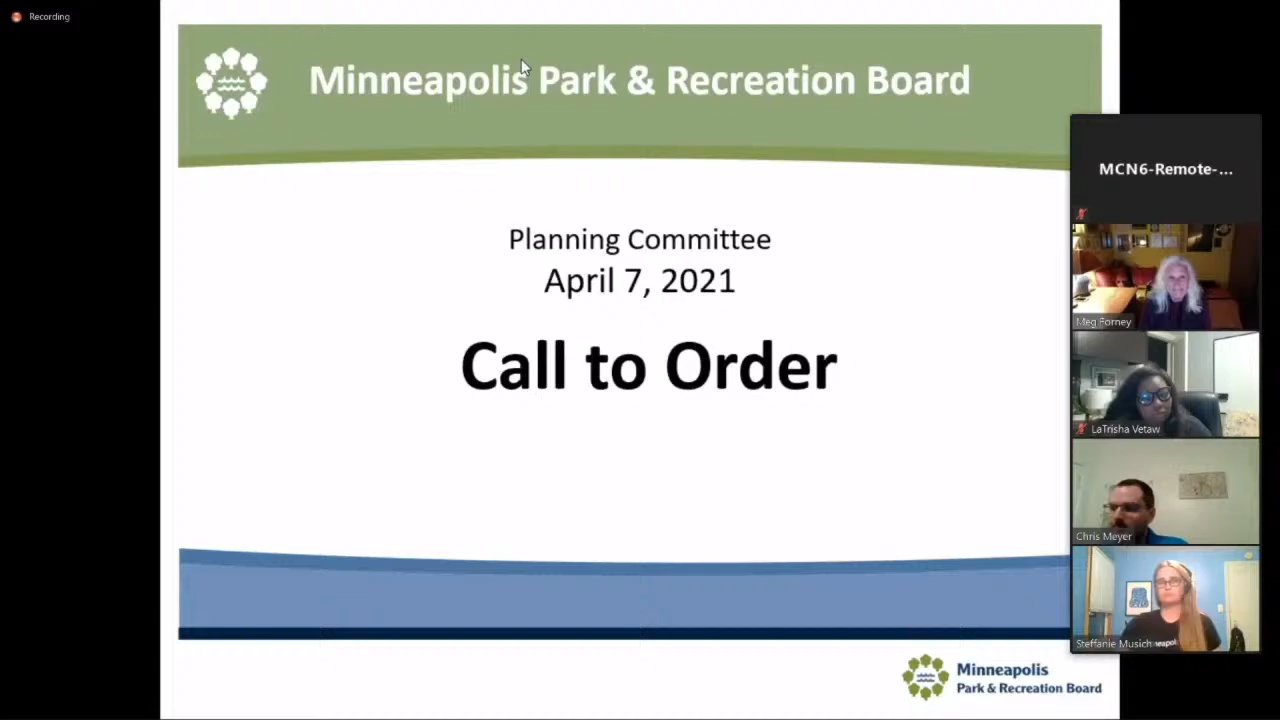 Recording
Minneapolis Park & Recreation Board
Planning Committee
April 7, 2021
Call to Order
MCN6-Remote-...
Meg Forney
LaTrisha Vetaw
Chris Meyer
Steffanie Musich
Minneapolis
Park & Recreation Board